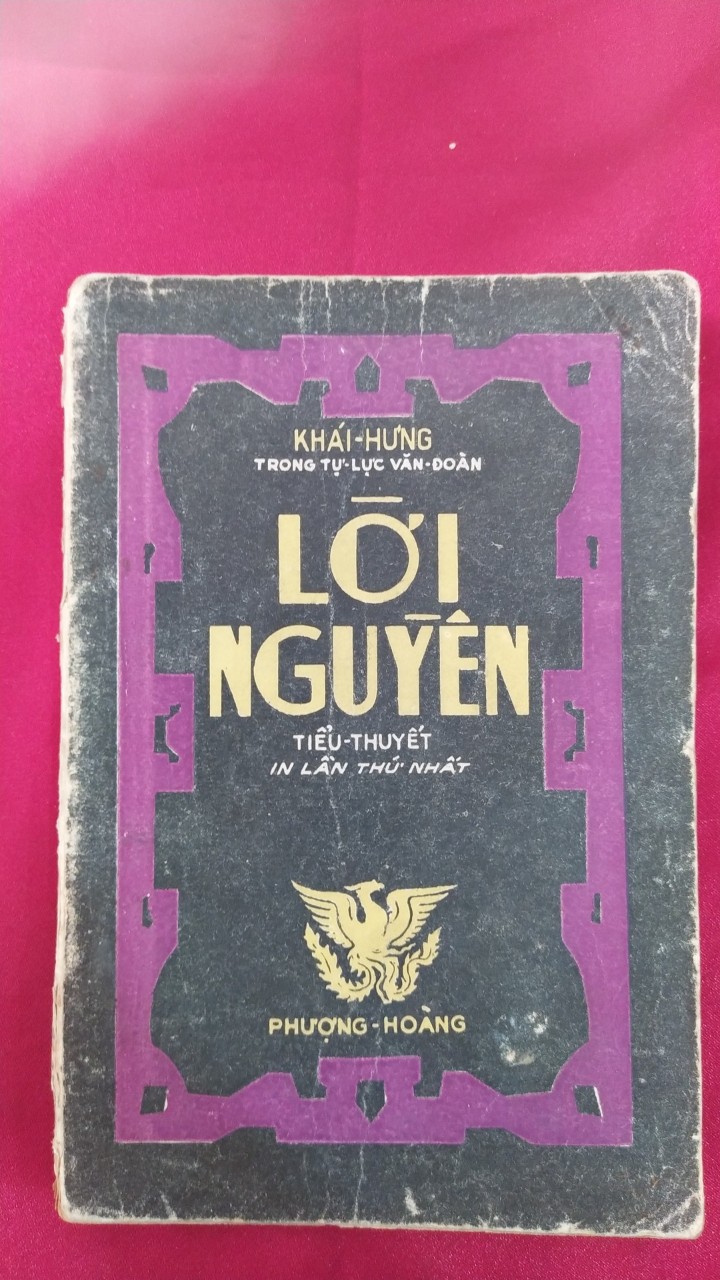 KHÁI-HƯNG
TRONG TỰ-LỰC VĂN-ĐOÀN
LỜI
NGUYỀN
TIỂU-THUYẾT
IN LẦN THỨ NHẤT
PHƯỢNG-HOÀNG